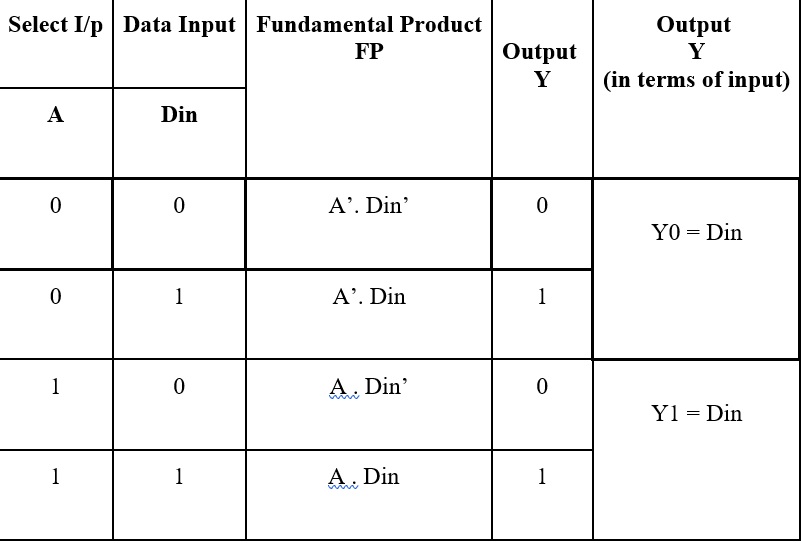 Select I/p
Data Input
Fundamental Product
FP
Output
Y
Output
Y
(in terms of input)
A
Din
0
0
A’. Din’
0
Y0 = Din
0
1
A’. Din
1
1
0
A . Din’
0
Y1 = Din
1
1
A . Din
1